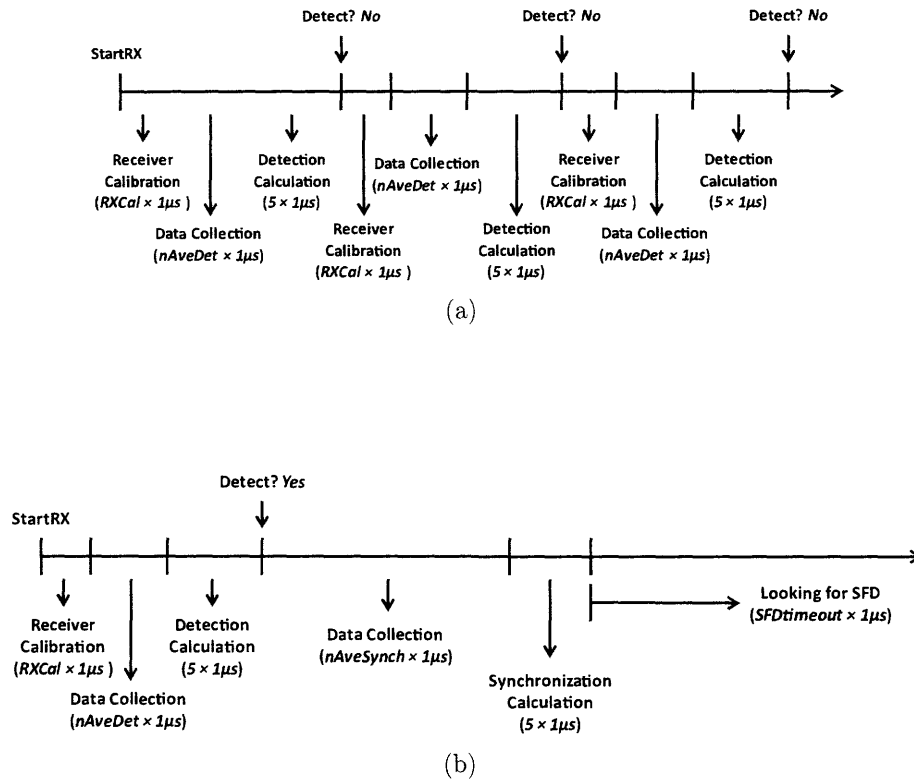 Detect? No
Detect? No
Detect? No
StartRX
Receiver
Calibration
(RXCal × 1µs )
Data Collection
(nAveDet × 1µs)
Detection
Calculation
(5 × 1µs)
Receiver
Calibration
(RXCal × 1µs )
Data Collection
(nAveDet × 1µs)
Detection
Calculation
(5 × 1µs)
Receiver
Calibration
(RXCal × 1µs )
Data Collection
(nAveDet × 1µs)
Detection
Calculation
(5 × 1µs)
(a)
Detect? Yes
StartRX
Receiver
Calibration
(RXCal × 1µs )
Data Collection
(nAveDet × 1µs)
Detection
Calculation
(5 × 1µs)
Data Collection
(nAveSynch × 1µs)
Synchronization
Calculation
(5 × 1µs)
Looking for SFD
(SFDtimeout × 1µs)
(b)